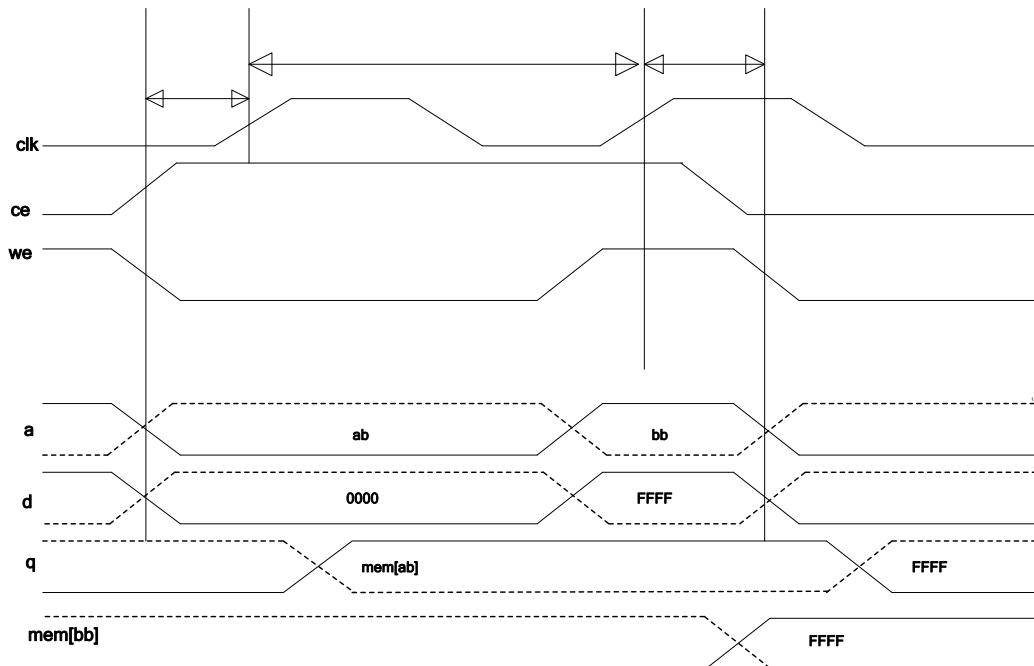 clk
ce
we
a ab bb
d 0000 FFFF
q mem[ab] FFFF
mem[bb] FFFF